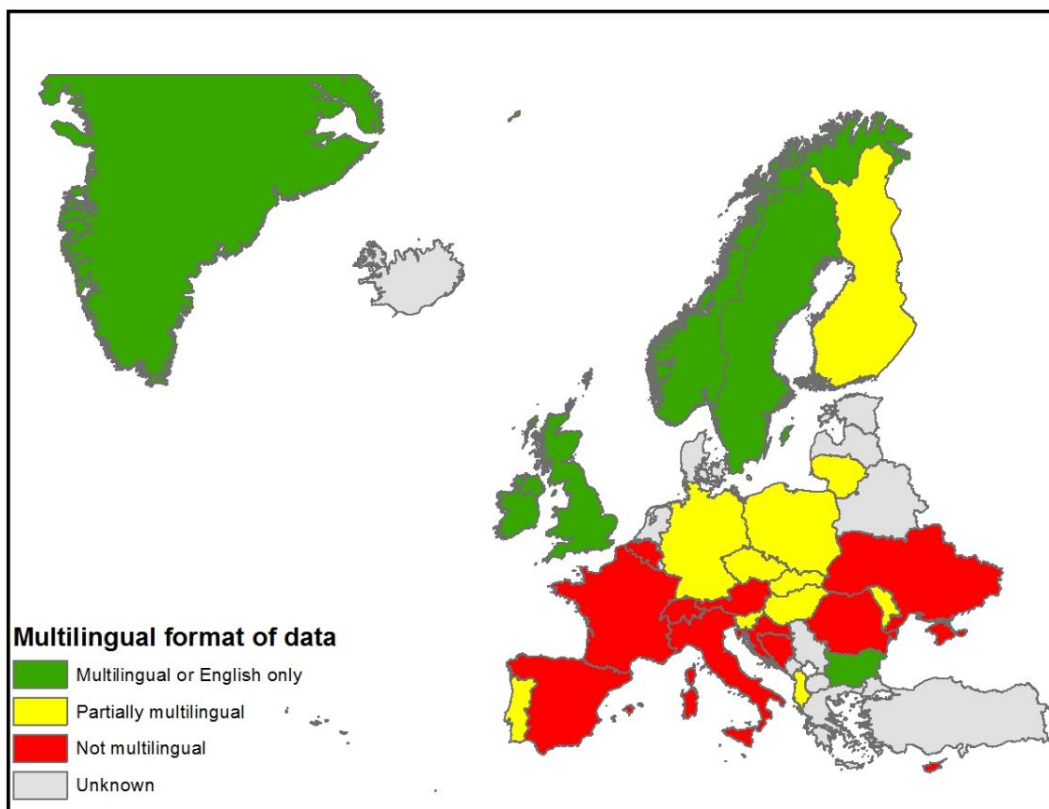 Multilingual format of data
Multilingual or English only
Partially multilingual
Not multilingual
Unknown